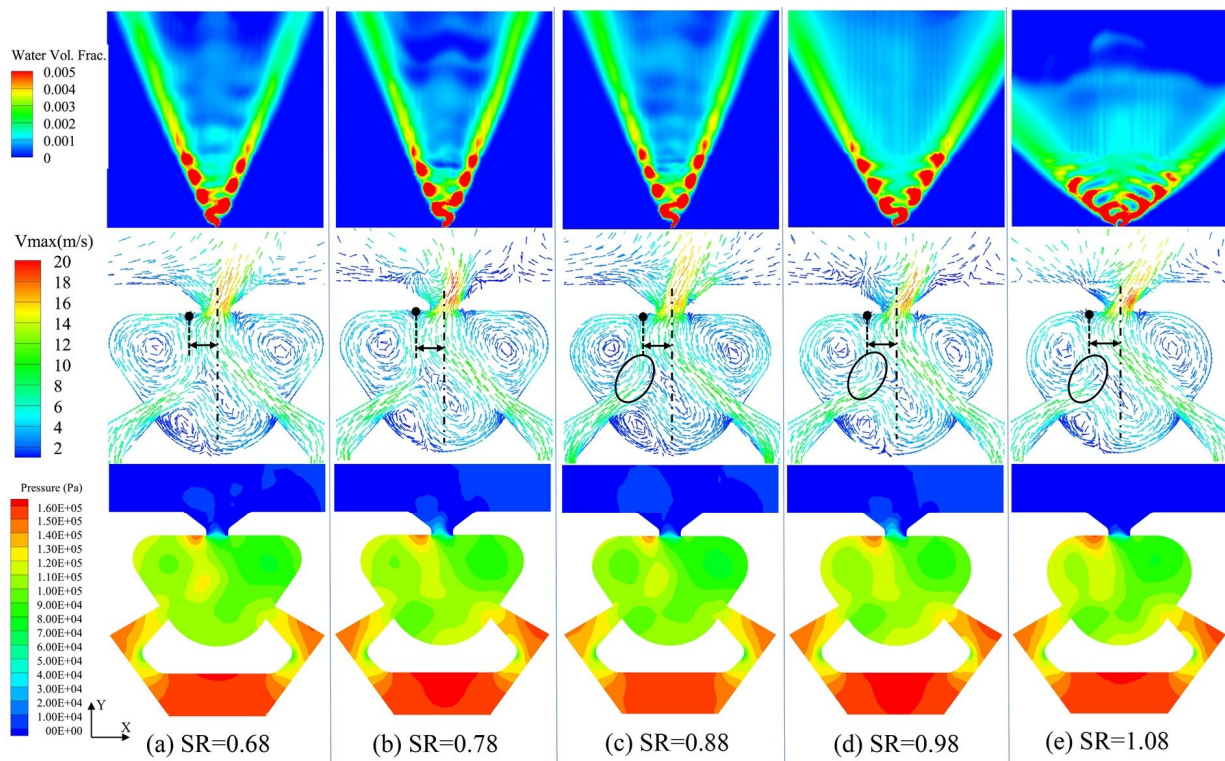 Water Vol. Frac.
0.005
0.004
0.003
0.002
0.001
0
Vmax(m/s)
20
18
16
14
12
10
8
6
4
2
Pressure (Pa)
1.60E+05
1.50E+05
1.40E+05
1.30E+05
1.20E+05
1.10E+05
1.00E+05
9.00E+04
8.00E+04
7.00E+04
6.00E+04
5.00E+04
4.00E+04
3.00E+04
2.00E+04
1.00E+04
00E+00
Y
X
(a) SR=0.68
(b) SR=0.78
(c) SR=0.88
(d) SR=0.98
(e) SR=1.08